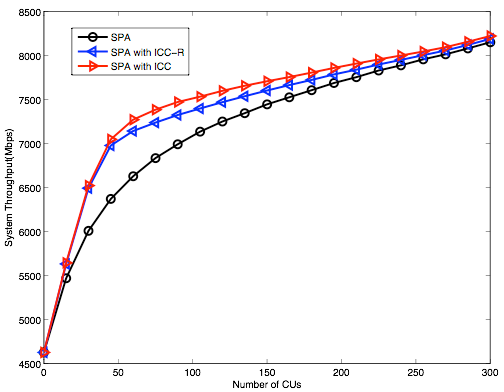 8500
8000
7500
7000
6500
6000
5500
5000
4500
System Throughput(Mbps)
SPA
SPA with ICC-R
SPA with ICC
0 50 100 150 200 250 300
Number of CUs